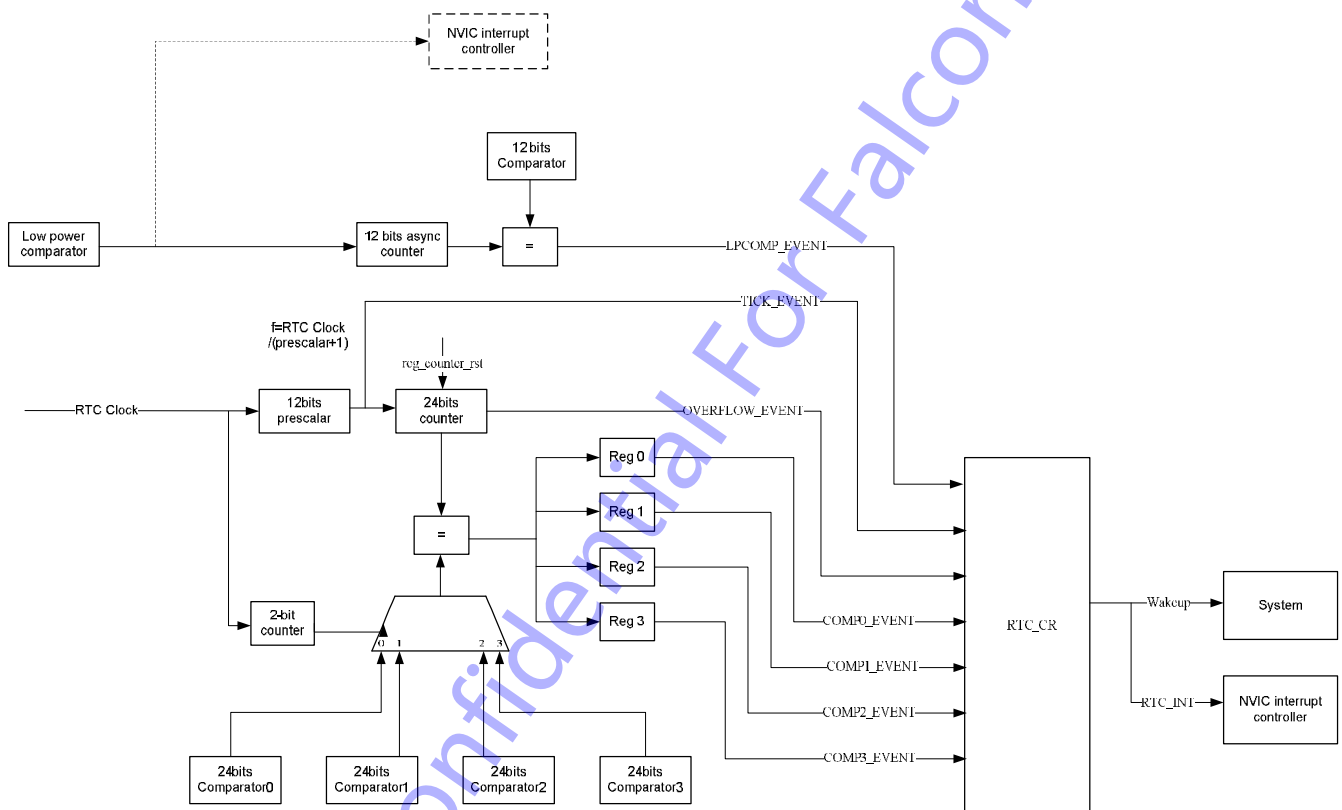 NVIC interrupt
controller
12 bits
Comparator
Low power
comparator
12 bits async
counter
=
LPCOMP_EVENT
TICK_EVENT
f=RTC Clock
/(prescalar+1)
reg_counter_rst
RTC Clock
12bits
prescalar
24bits
counter
OVERFLOW_EVENT
Reg 0
Reg 1
=
Reg 2
2-bit
counter
Reg 3
0 1 2 3
COMP0_EVENT
COMP1_EVENT
COMP2_EVENT
COMP3_EVENT
RTC_CR
Wakeup
System
RTC_INT
NVIC interrupt
controller
24bits
Comparator0
24bits
Comparator1
24bits
Comparator2
24bits
Comparator3
onfidential For Falcon